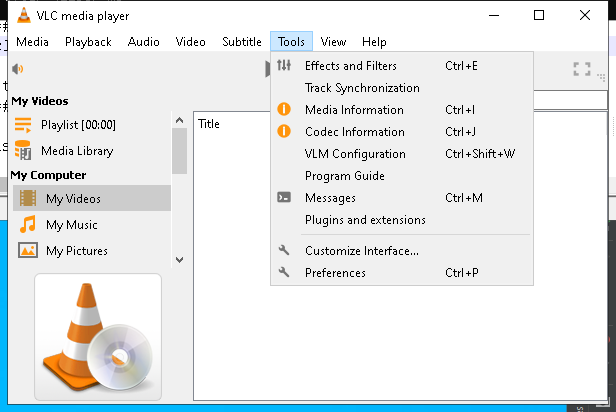 VLC media player
Media Playback Audio Video Subtitle Tools View Help
Effects and Filters Ctrl+E
Track Synchronization
Media Information Ctrl+I
Codec Information Ctrl+J
VLM Configuration Ctrl+Shift+W
Program Guide
Messages Ctrl+M
Plugins and extensions
Customize Interface...
Preferences Ctrl+P
My Videos
Playlist [00:00]
Media Library
My Computer
My Videos
My Music
My Pictures
Title